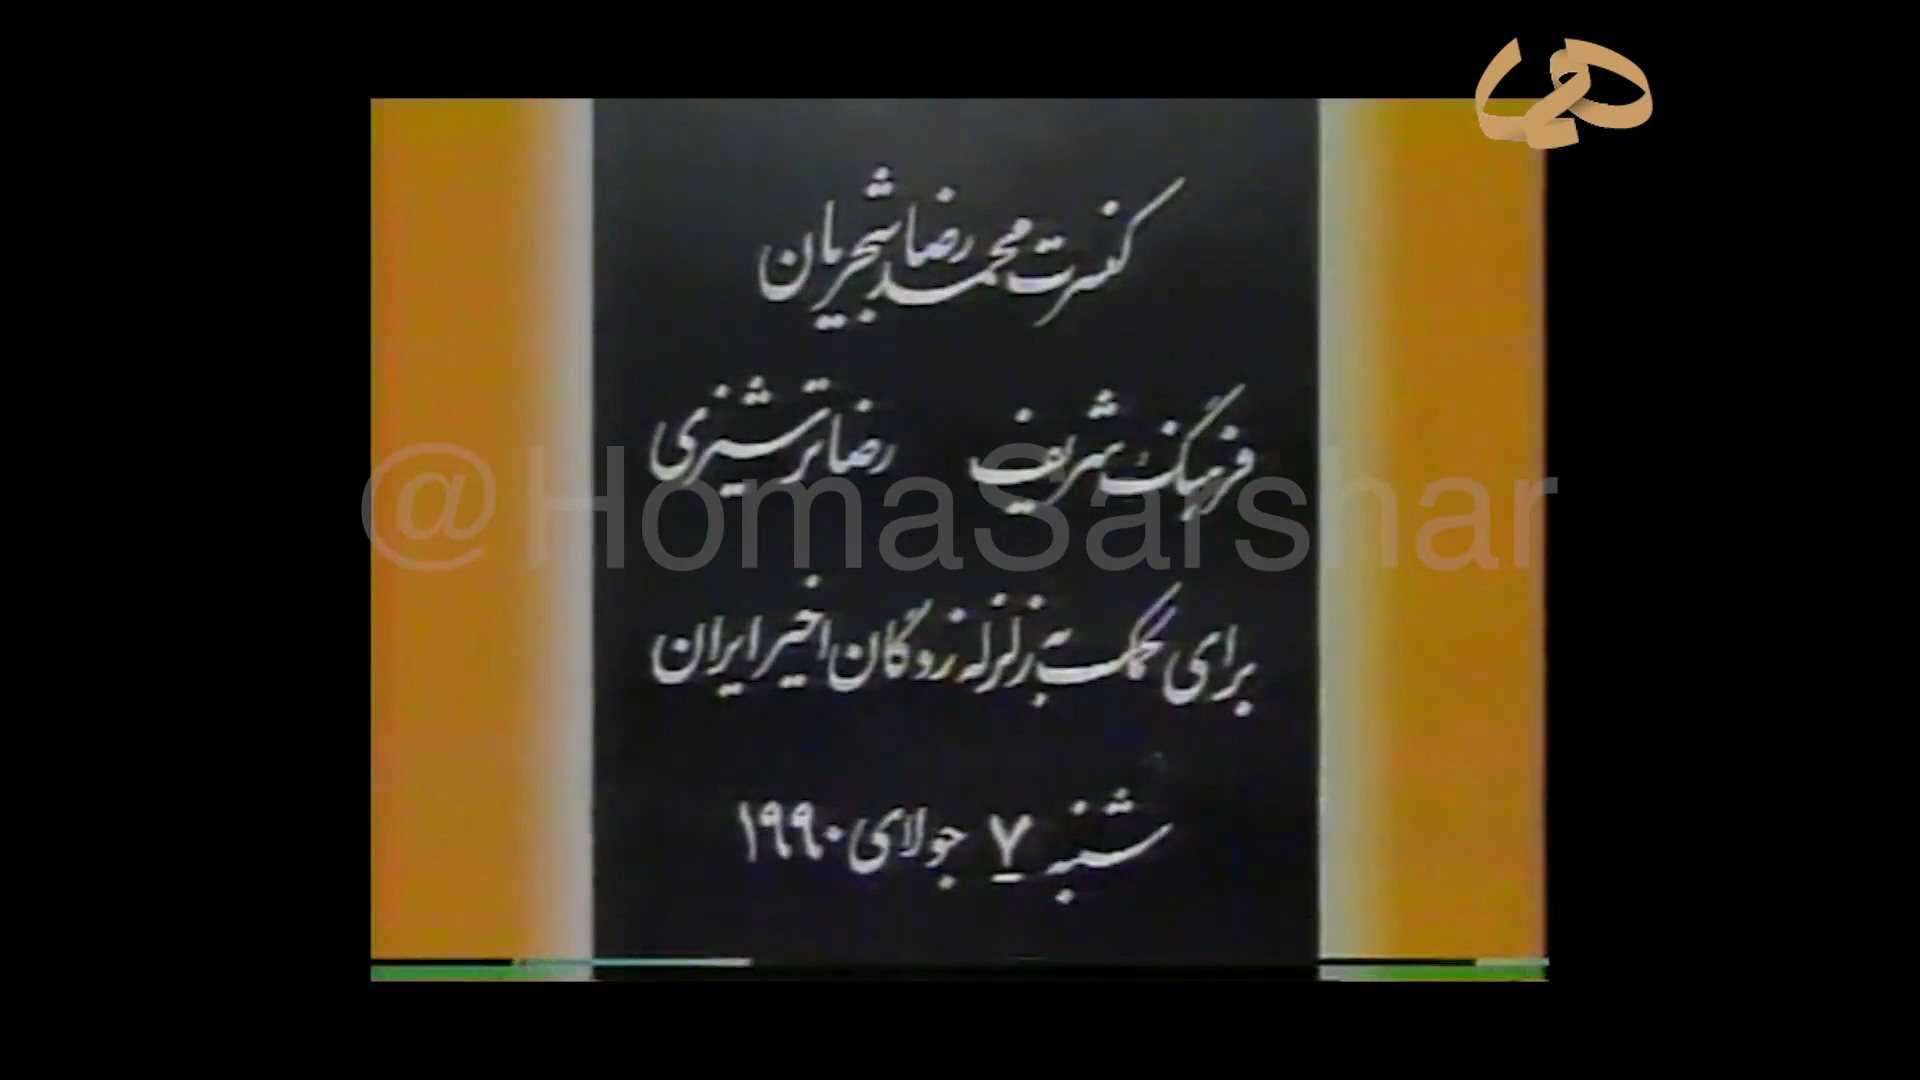 کنسرت محمدرضا شجریان
فرهنگ شریف رضا ترشیزی
@HomaSarshar
برای کمک به زلزله زدگان اخیر ایران
شنبه ۷ جولای ۱۹۹۰